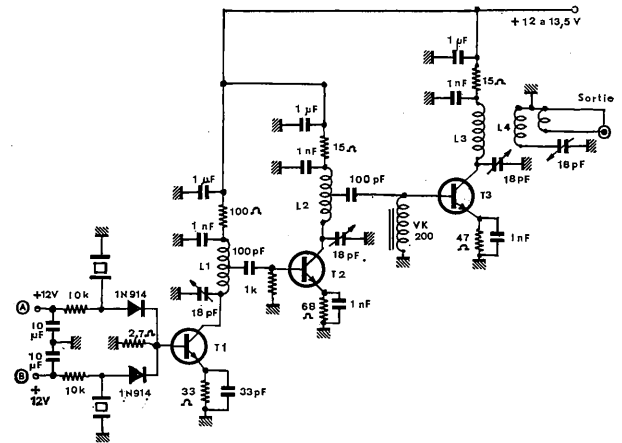 + 12 a 13,5 V
1 µF
15 Ω
1 nF
Sortie
L3
L4
18 pF
18 pF
T3
1 µF
15 Ω
1 nF
100 pF
L2
VK
200
47
Ω
1 nF
18 pF
T2
1 µF
100 Ω
1 nF
L1
100 pF
1k
68
Ω
1 nF
18 pF
A
+12V
10 k
1N914
10
µF
2,7 Ω
T1
10
µF
B
+
12V
10k
1N914
33
Ω
33pF